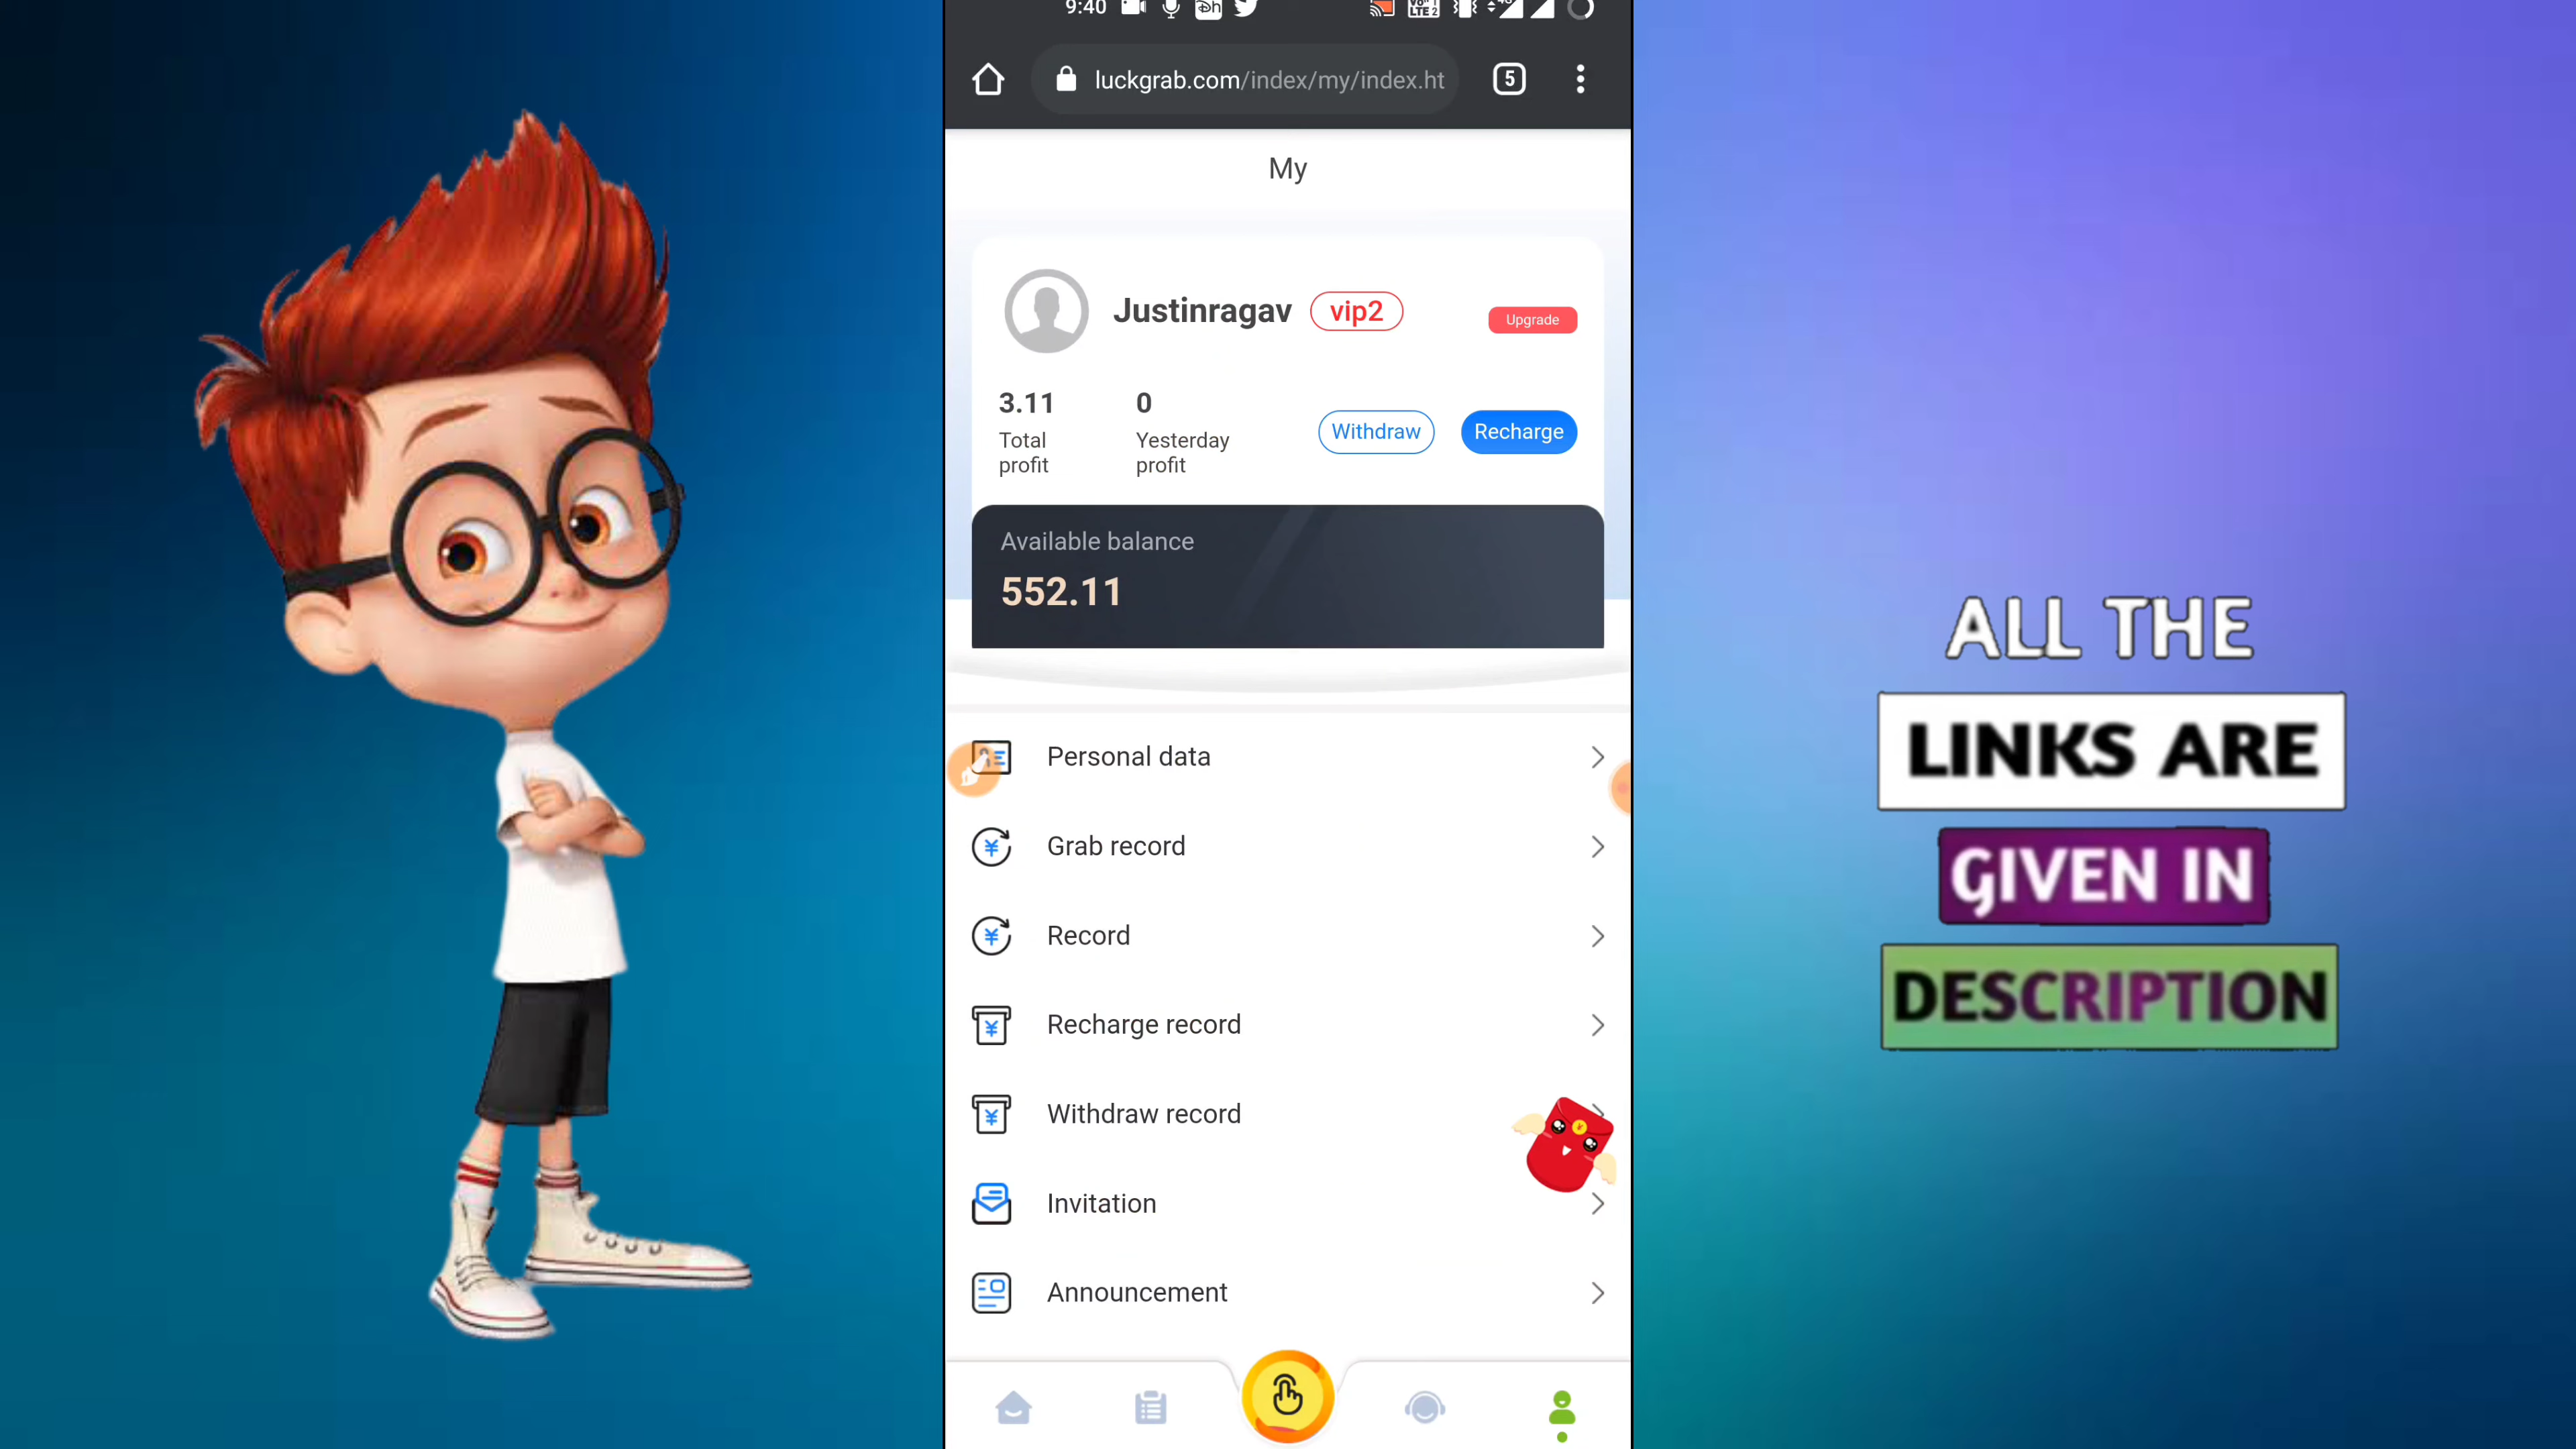 9:40
luckgrab.com/index/my/index.ht
5
My
Justinragav vip2
Upgrade
3.11
Total
profit
0
Yesterday
profit
Withdraw
Recharge
Available balance
552.11
Personal data
Grab record
Record
Recharge record
Withdraw record
Invitation
Announcement
ALL THE
LINKS ARE
GIVEN IN
DESCRIPTION